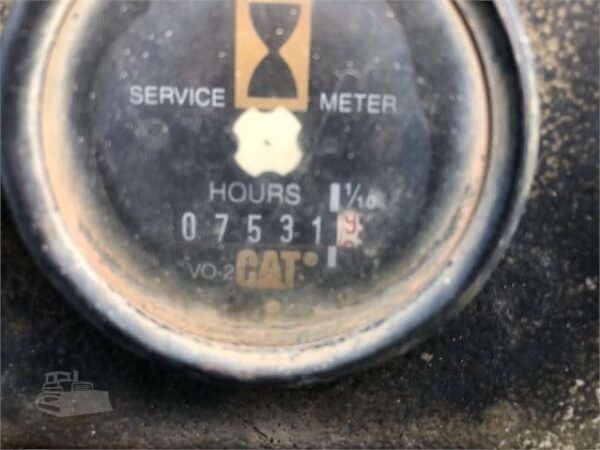 SERVICE METER
HOURS 1/10
07531
VO-2 CAT